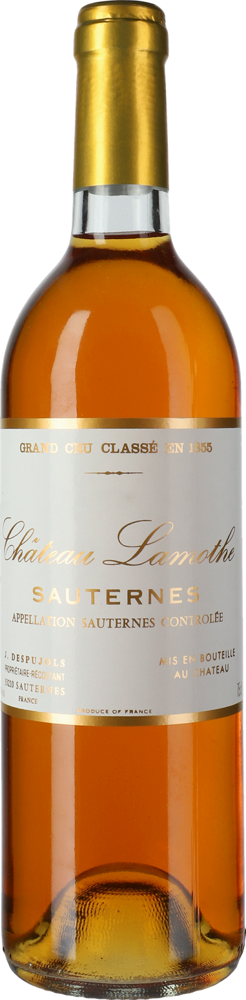 GRAND CRU CLASSÉ EN 1855
Château Lamothe
SAUTERNES
APPELLATION SAUTERNES CONTROLÉE
J. DESPUJOLS
PROPRIÉTAIRE-RÉCOLTANT
33210 SAUTERNES
FRANCE
MIS EN BOUTEILLE
AU CHATEAU
75cl
PRODUCE OF FRANCE